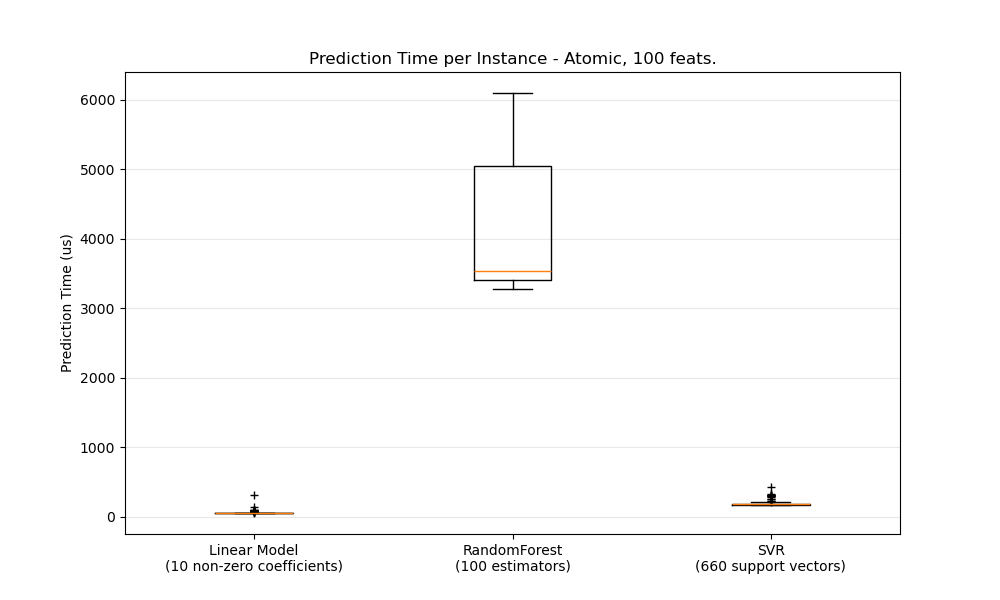 Prediction Time per Instance - Atomic, 100 feats.
Prediction Time (us)
6000
5000
4000
3000
2000
1000
0
Linear Model
(10 non-zero coefficients)
RandomForest
(100 estimators)
SVR
(660 support vectors)